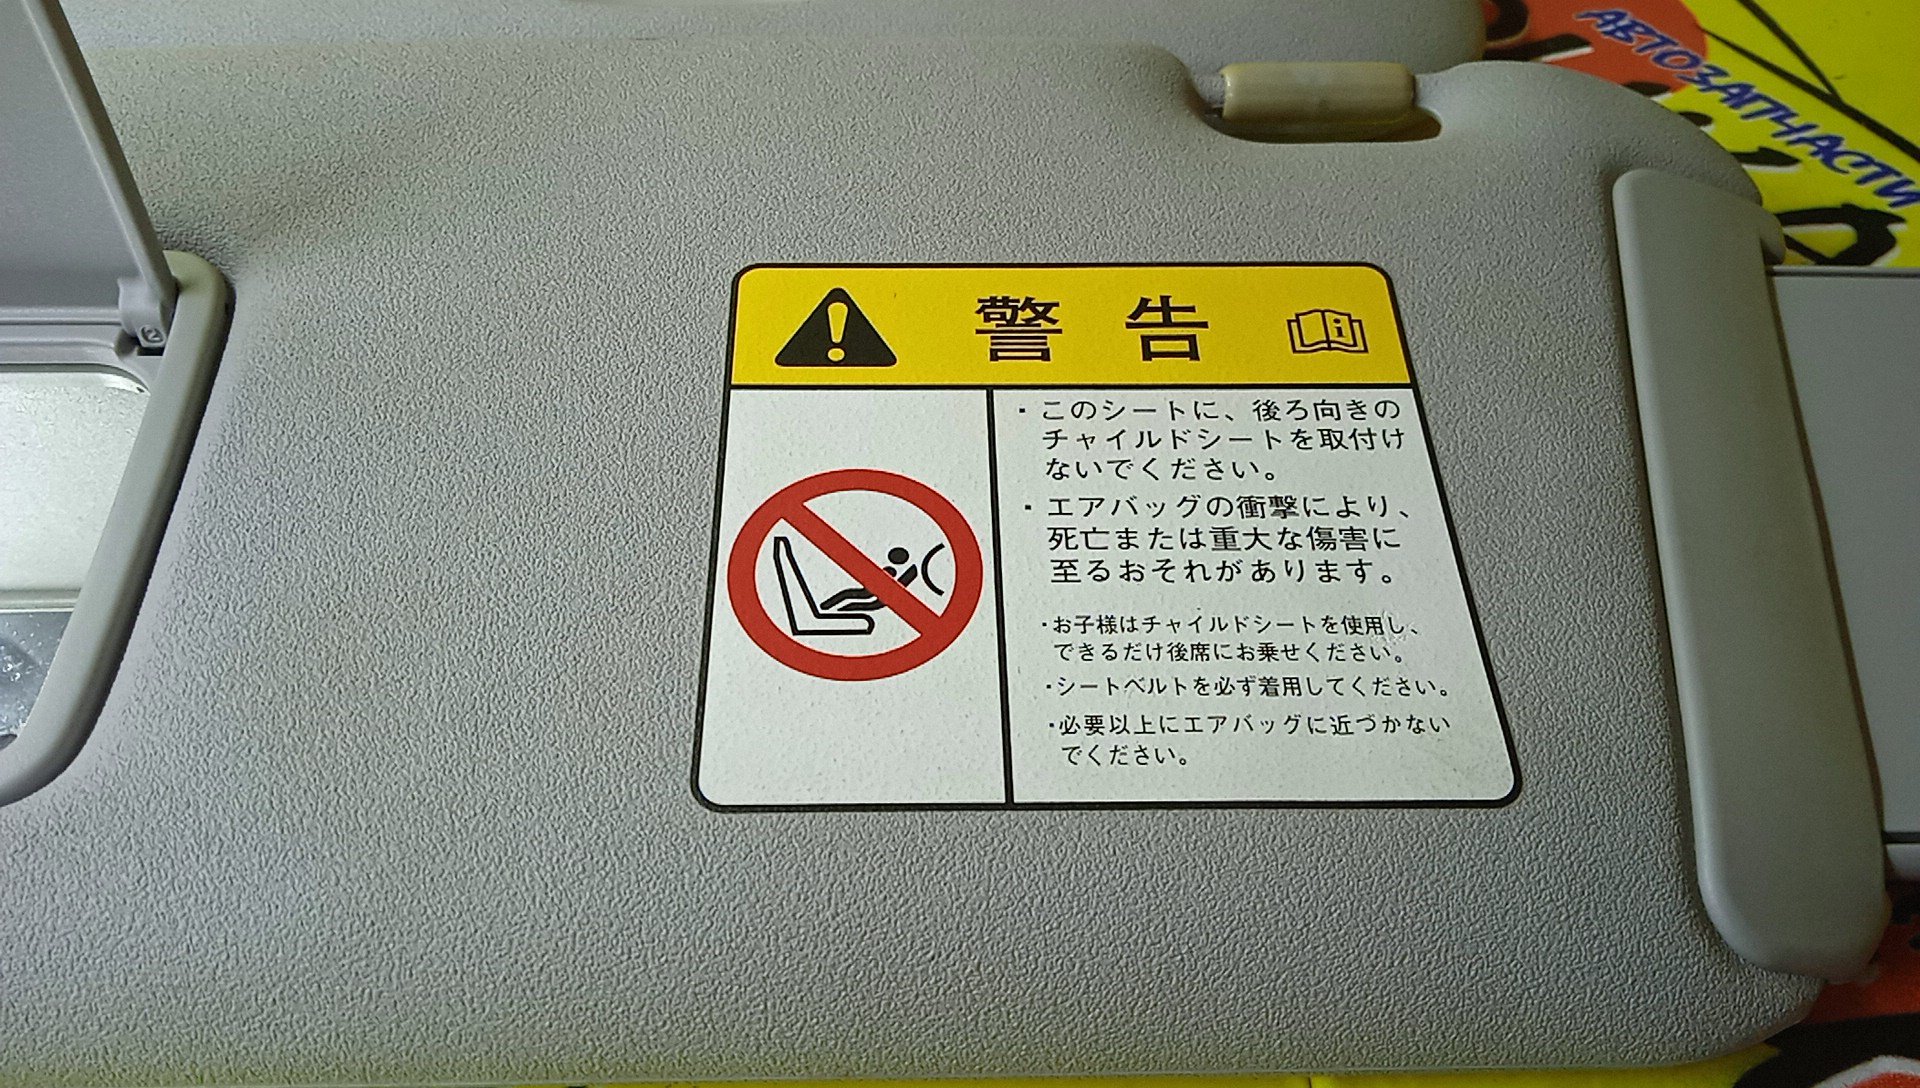 АВТОЗАПЧАСТИ
警告
・このシートに、後ろ向きの
チャイルドシートを取付け
ないでください。
・エアバッグの衝撃により、
死亡または重大な傷害に
至るおそれがあります。
・お子様はチャイルドシートを使用し、
できるだけ後席にお乗せください。
・シートベルトを必ず着用してください。
・必要以上にエアバッグに近づかない
でください。